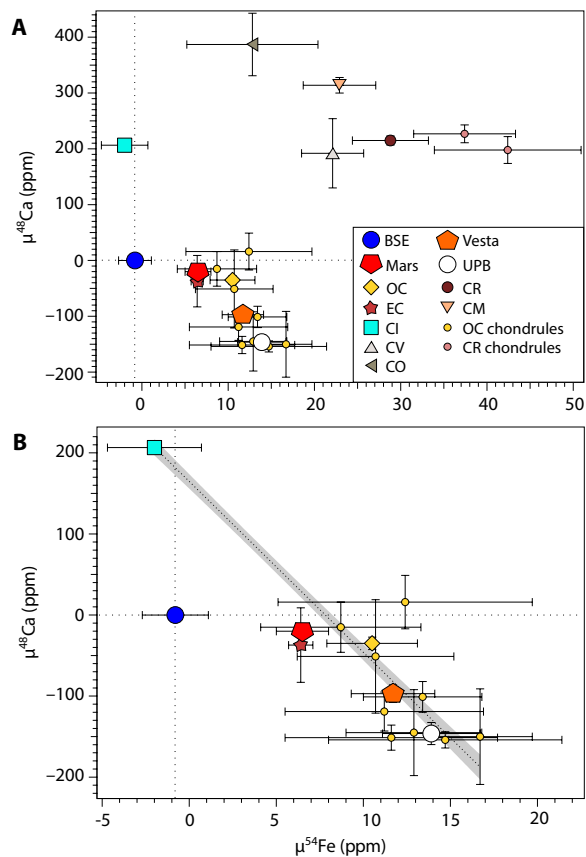 A
400
300
200
100
0
−100
−200
μ⁴⁸Ca (ppm)
0
10
20
30
40
50
BSE
Mars
OC
EC
CI
CV
CO
Vesta
UPB
CR
CM
OC chondrules
CR chondrules
B
200
100
0
−100
−200
μ⁴⁸Ca (ppm)
-5
0
5
10
15
20
μ⁵⁴Fe (ppm)